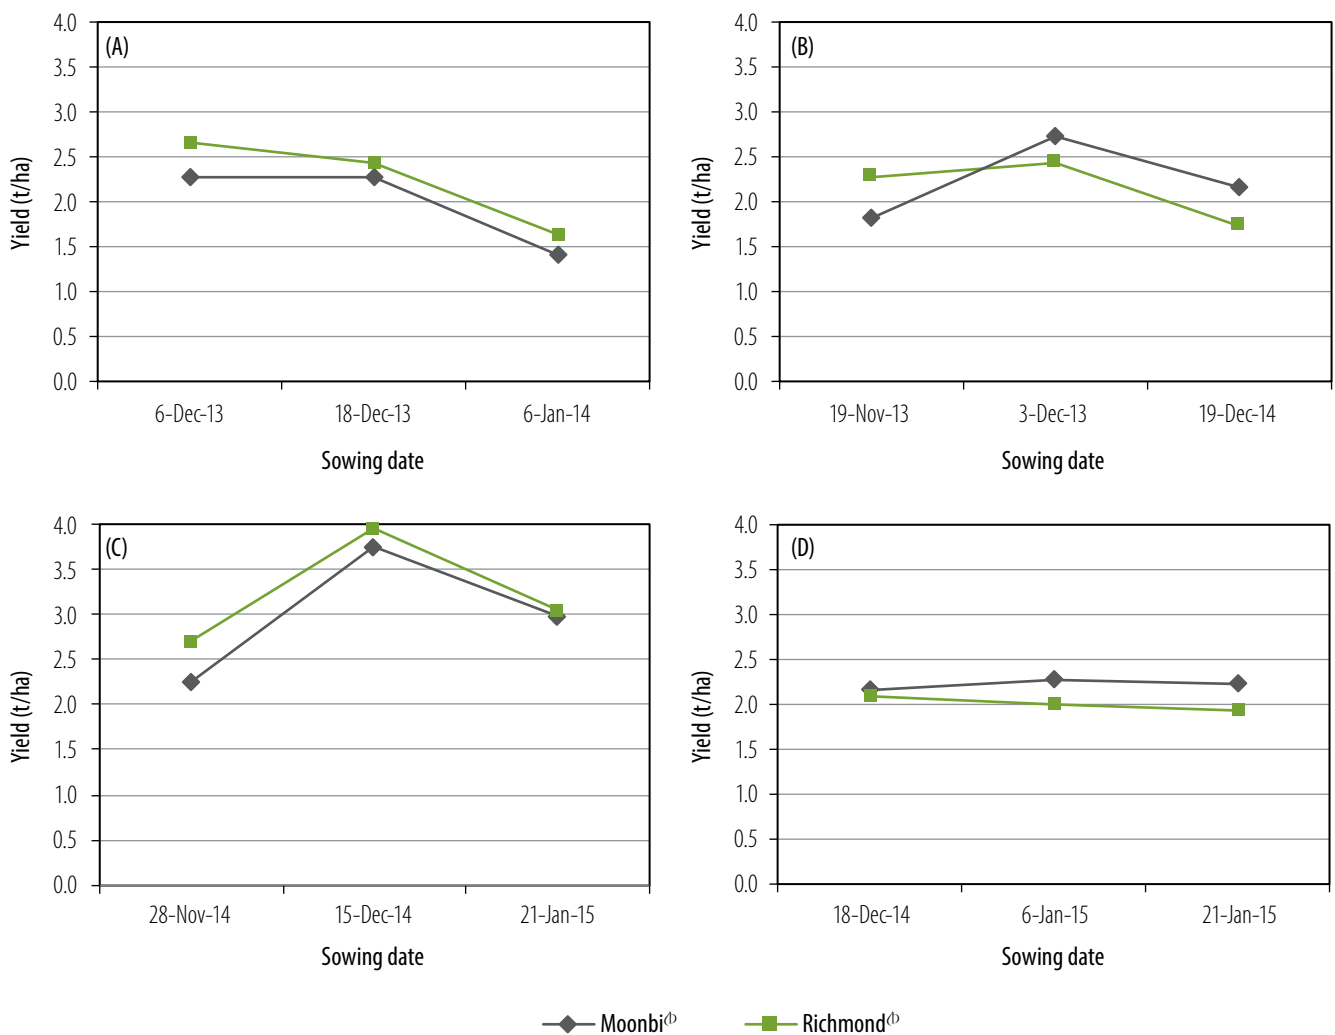 (A)
4.0
3.5
3.0
2.5
2.0
1.5
1.0
0.5
0.0
Yield (t/ha)
6-Dec-13 18-Dec-13 6-Jan-14
Sowing date
(B)
4.0
3.5
3.0
2.5
2.0
1.5
1.0
0.5
0.0
Yield (t/ha)
19-Nov-13 3-Dec-13 19-Dec-14
Sowing date
(C)
4.0
3.5
3.0
2.5
2.0
1.5
1.0
0.5
0.0
Yield (t/ha)
28-Nov-14 15-Dec-14 21-Jan-15
Sowing date
(D)
4.0
3.5
3.0
2.5
2.0
1.5
1.0
0.5
0.0
Yield (t/ha)
18-Dec-14 6-Jan-15 21-Jan-15
Sowing date
Moonbi Richmond